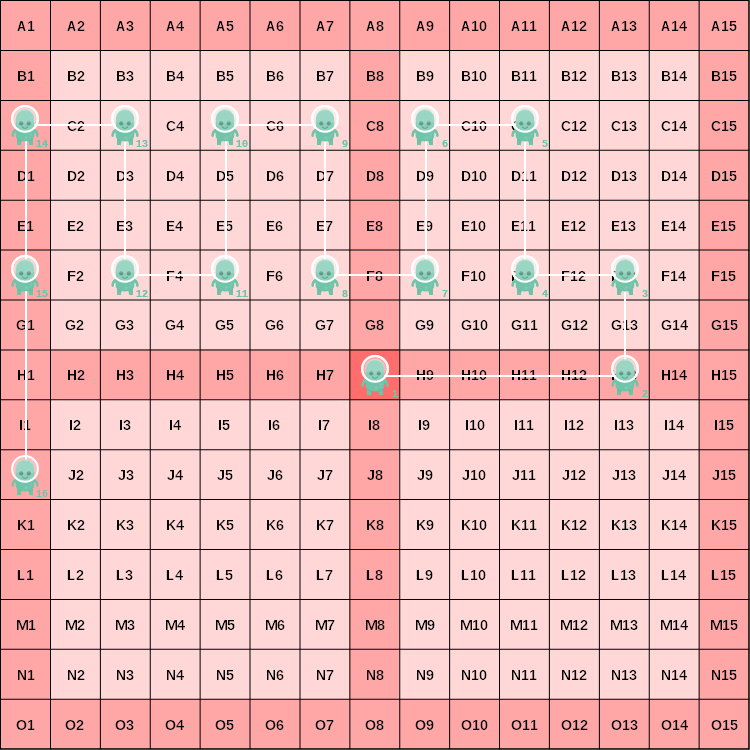 A1 A2 A3 A4 A5 A6 A7 A8 A9 A10 A11 A12 A13 A14 A15
B1 B2 B3 B4 B5 B6 B7 B8 B9 B10 B11 B12 B13 B14 B15
14 C2 13 C4 10 C6 9 C8 6 C10 5 C12 C13 C14 C15
D1 D2 D3 D4 D5 D6 D7 D8 D9 D10 D11 D12 D13 D14 D15
E1 E2 E3 E4 E5 E6 E7 E8 E9 E10 E11 E12 E13 E14 E15
15 F2 12 F4 11 F6 8 F8 7 F10 4 F12 3 F14 F15
G1 G2 G3 G4 G5 G6 G7 G8 G9 G10 G11 G12 G13 G14 G15
H1 H2 H3 H4 H5 H6 H7 1 H9 H10 H11 H12 2 H14 H15
I1 I2 I3 I4 I5 I6 I7 I8 I9 I10 I11 I12 I13 I14 I15
16 J2 J3 J4 J5 J6 J7 J8 J9 J10 J11 J12 J13 J14 J15
K1 K2 K3 K4 K5 K6 K7 K8 K9 K10 K11 K12 K13 K14 K15
L1 L2 L3 L4 L5 L6 L7 L8 L9 L10 L11 L12 L13 L14 L15
M1 M2 M3 M4 M5 M6 M7 M8 M9 M10 M11 M12 M13 M14 M15
N1 N2 N3 N4 N5 N6 N7 N8 N9 N10 N11 N12 N13 N14 N15
O1 O2 O3 O4 O5 O6 O7 O8 O9 O10 O11 O12 O13 O14 O15